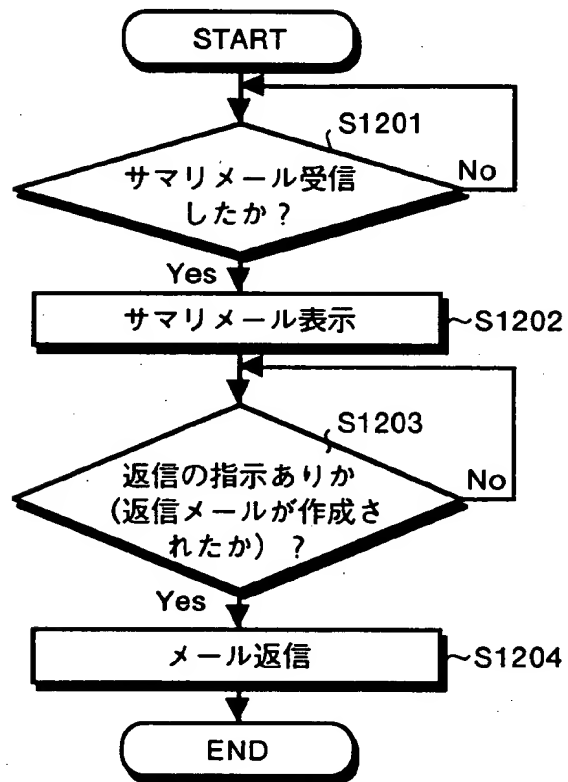 START
S1201
サマリメール受信
したか?
No
Yes
サマリメール表示
S1202
S1203
返信の指示ありか
(返信メールが作成さ
れたか) ?
No
Yes
メール返信
S1204
END